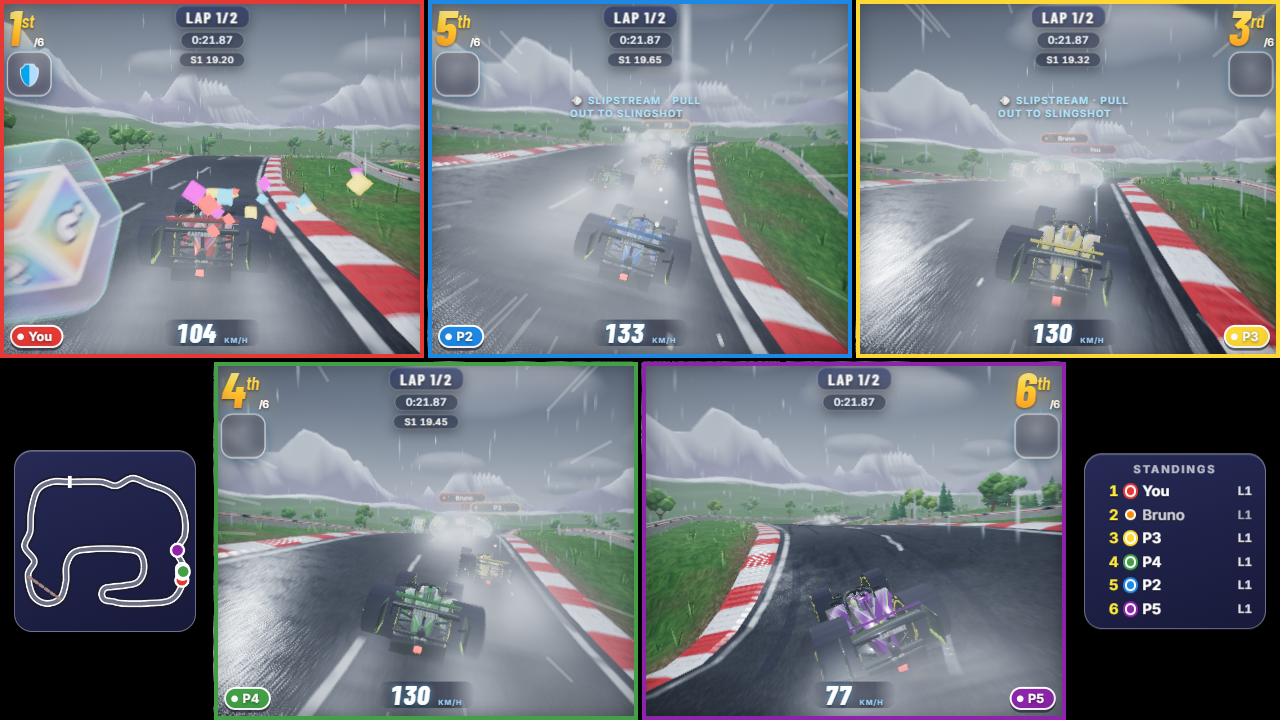 1st /6
LAP 1/2
0:21.87
S1 19.20
104 KM/H
You
5th /6
LAP 1/2
0:21.87
S1 19.65
SLIPSTREAM · PULL
OUT TO SLINGSHOT
P4
P3
133 KM/H
P2
LAP 1/2
3rd /6
0:21.87
S1 19.32
SLIPSTREAM · PULL
OUT TO SLINGSHOT
Bruno
You
130 KM/H
P3
4th /6
LAP 1/2
0:21.87
S1 19.45
Bruno
P3
130 KM/H
P4
LAP 1/2
6th /6
0:21.87
77 KM/H
P5
STANDINGS
1 You L1
2 Bruno L1
3 P3 L1
4 P4 L1
5 P2 L1
6 P5 L1